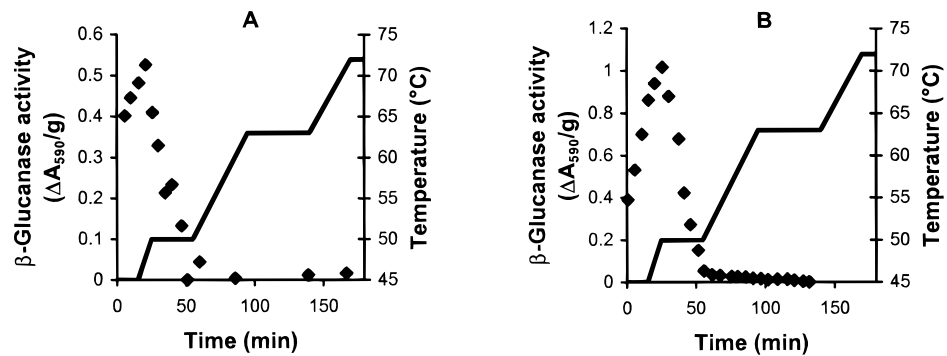 A
β-Glucanase activity
(ΔA590/g)
0.6
0.5
0.4
0.3
0.2
0.1
0
75
70
65
60
55
50
45
Temperature (°C)
0 50 100 150
Time (min)
B
β-Glucanase activity
(ΔA590/g)
1.2
1
0.8
0.6
0.4
0.2
0
75
70
65
60
55
50
45
Temperature (°C)
0 50 100 150
Time (min)